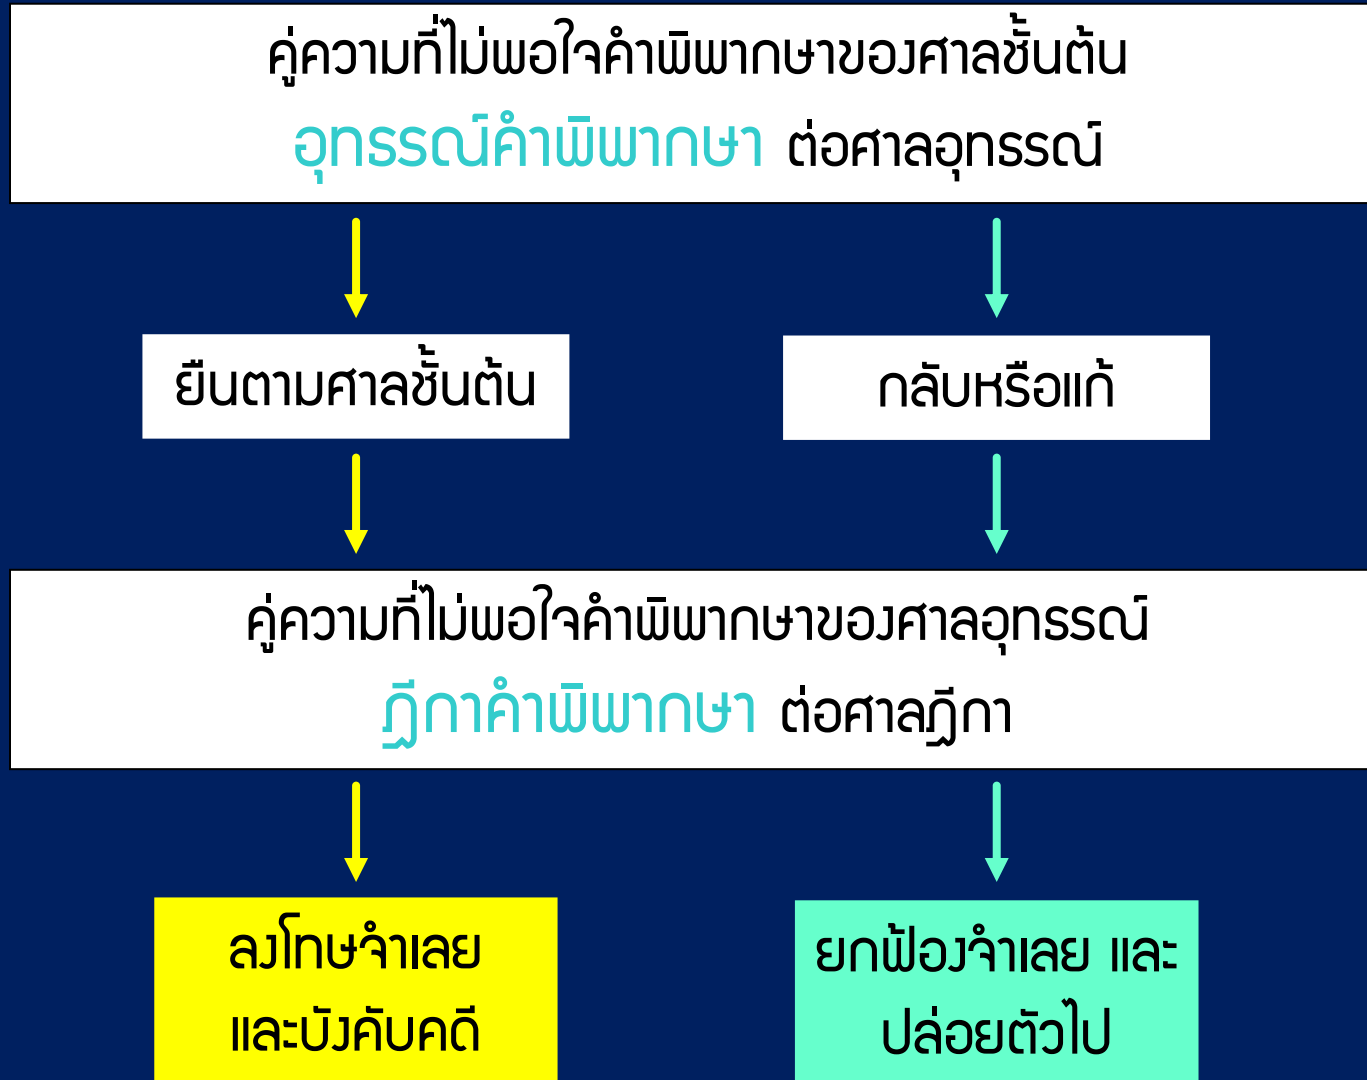 คู่ความที่ไม่พอใจคำพิพากษาของศาลชั้นต้น
อุทธรณ์คำพิพากษา ต่อศาลอุทธรณ์
ยืนตามศาลชั้นต้น
กลับหรือแก้
คู่ความที่ไม่พอใจคำพิพากษาของศาลอุทธรณ์
ฎีกาคำพิพากษา ต่อศาลฎีกา
ลงโทษจำเลย
และบังคับคดี
ยกฟ้องจำเลย และ
ปล่อยตัวไป